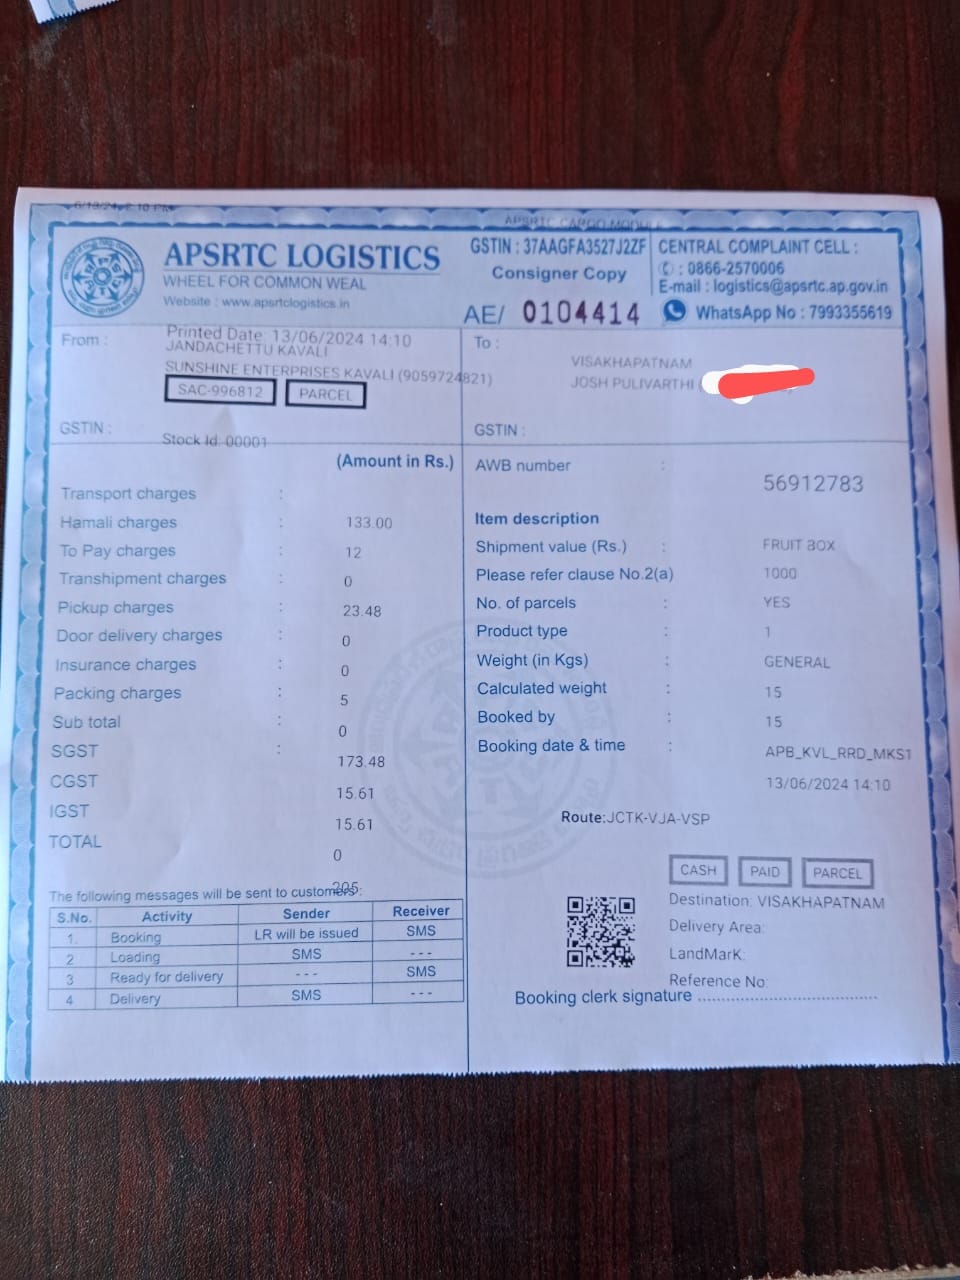 6/13/24, 2:10 PM
APSRTC CARGO MODULE
APSRTC LOGISTICS
WHEEL FOR COMMON WEAL
Website : www.apsrtclogistics.in
GSTIN : 37AAGFA3527J2ZF
Consigner Copy
AE/ 0104414
CENTRAL COMPLAINT CELL :
: 0866-2570006
E-mail : logistics@apsrtc.ap.gov.in
WhatsApp No : 7993355619
From :
Printed Date: 13/06/2024 14:10
JANDACHETTU KAVALI
SUNSHINE ENTERPRISES KAVALI (9059724821)
SAC-996812 PARCEL
GSTIN :
Stock Id: 00001
To :
VISAKHAPATNAM
JOSH PULIVARTHI (
GSTIN :
(Amount in Rs.)
Transport charges :
Hamali charges : 133.00
To Pay charges : 12
Transhipment charges : 0
Pickup charges : 23.48
Door delivery charges : 0
Insurance charges : 0
Packing charges : 5
Sub total : 0
SGST : 173.48
CGST 15.61
IGST 15.61
TOTAL 0
205
AWB number : 56912783
Item description
Shipment value (Rs.) : FRUIT BOX
Please refer clause No.2(a) 1000
No. of parcels : YES
Product type : 1
Weight (in Kgs) : GENERAL
Calculated weight : 15
Booked by : 15
Booking date & time : APB_KVL_RRD_MKS1
13/06/2024 14:10
Route:JCTK-VJA-VSP
CASH PAID PARCEL
Destination: VISAKHAPATNAM
Delivery Area:
LandMarK:
Reference No:
Booking clerk signature
The following messages will be sent to customers :
S.No. Activity Sender Receiver
1. Booking LR will be issued SMS
2 Loading SMS ---
3 Ready for delivery --- SMS
4 Delivery SMS ---